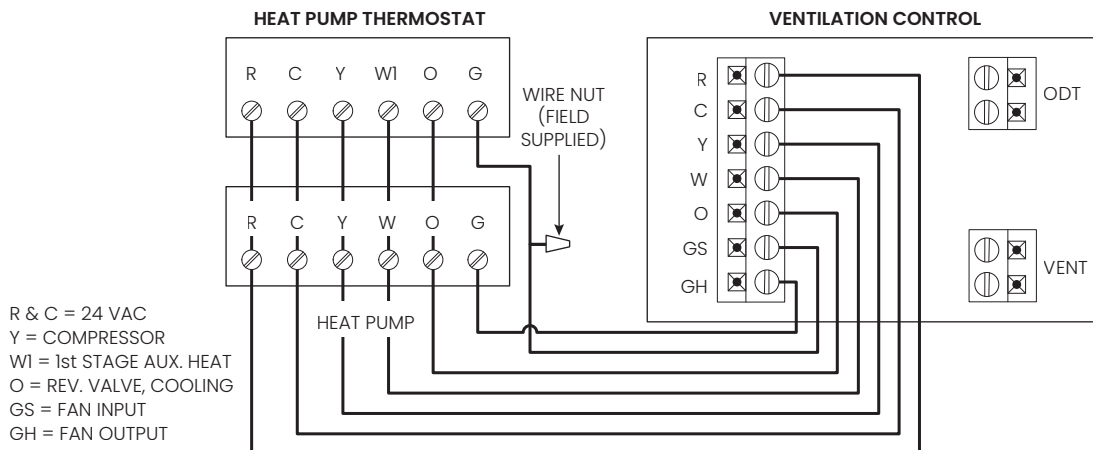 HEAT PUMP THERMOSTAT
R C Y W1 O G
WIRE NUT
(FIELD
SUPPLIED)
R C Y W O G
HEAT PUMP
VENTILATION CONTROL
R
C
Y
W
O
GS
GH
ODT
VENT
R & C = 24 VAC
Y = COMPRESSOR
W1 = 1st STAGE AUX. HEAT
O = REV. VALVE, COOLING
GS = FAN INPUT
GH = FAN OUTPUT